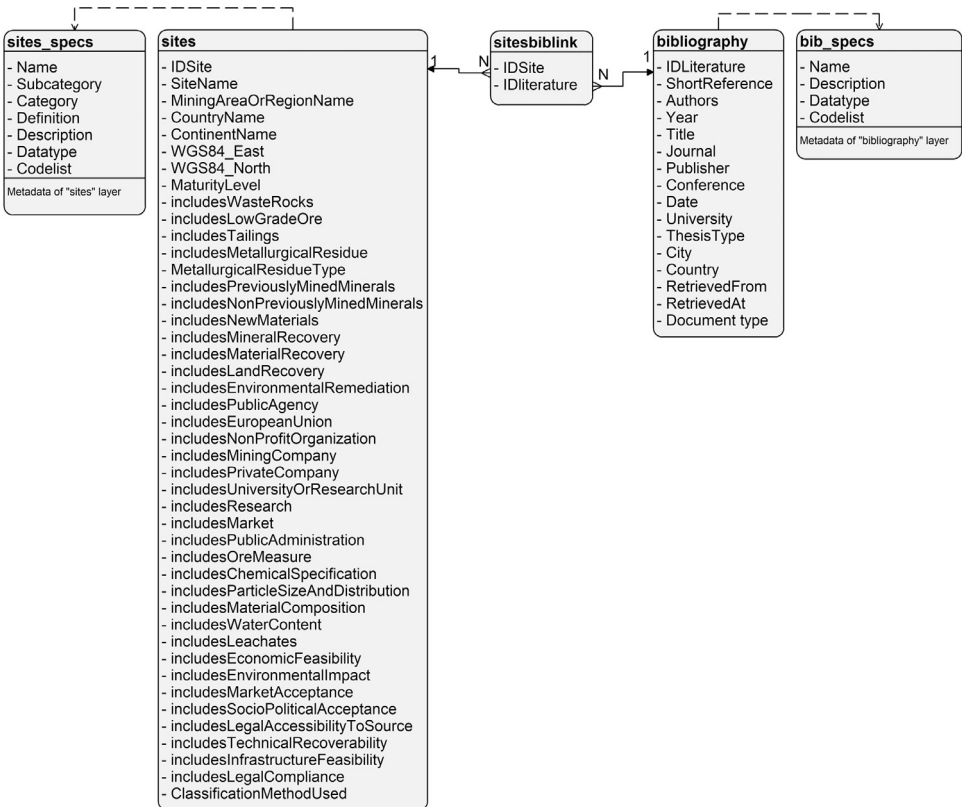 sites_specs
- Name
- Subcategory
- Category
- Definition
- Description
- Datatype
- Codelist
Metadata of "sites" layer
sites
- IDSite
- SiteName
- MiningAreaOrRegionName
- CountryName
- ContinentName
- WGS84_East
- WGS84_North
- MaturityLevel
- includesWasteRocks
- includesLowGradeOre
- includesTailings
- includesMetallurgicalResidue
- MetallurgicalResidueType
- includesPreviouslyMinedMinerals
- includesNonPreviouslyMinedMinerals
- includesNewMaterials
- includesMineralRecovery
- includesMaterialRecovery
- includesLandRecovery
- includesEnvironmentalRemediation
- includesPublicAgency
- includesEuropeanUnion
- includesNonProfitOrganization
- includesMiningCompany
- includesPrivateCompany
- includesUniversityOrResearchUnit
- includesResearch
- includesMarket
- includesPublicAdministration
- includesOreMeasure
- includesChemicalSpecification
- includesParticleSizeAndDistribution
- includesMaterialComposition
- includesWaterContent
- includesLeachates
- includesEconomicFeasibility
- includesEnvironmentalImpact
- includesMarketAcceptance
- includesSocioPoliticalAcceptance
- includesLegalAccessibilityToSource
- includesTechnicalRecoverability
- includesInfrastructureFeasibility
- includesLegalCompliance
- ClassificationMethodUsed
1
N
sitesbiblink
- IDSite
- IDliterature
N
1
bibliography
- IDLiterature
- ShortReference
- Authors
- Year
- Title
- Journal
- Publisher
- Conference
- Date
- University
- ThesisType
- City
- Country
- RetrievedFrom
- RetrievedAt
- Document type
bib_specs
- Name
- Description
- Datatype
- Codelist
Metadata of "bibliography" layer